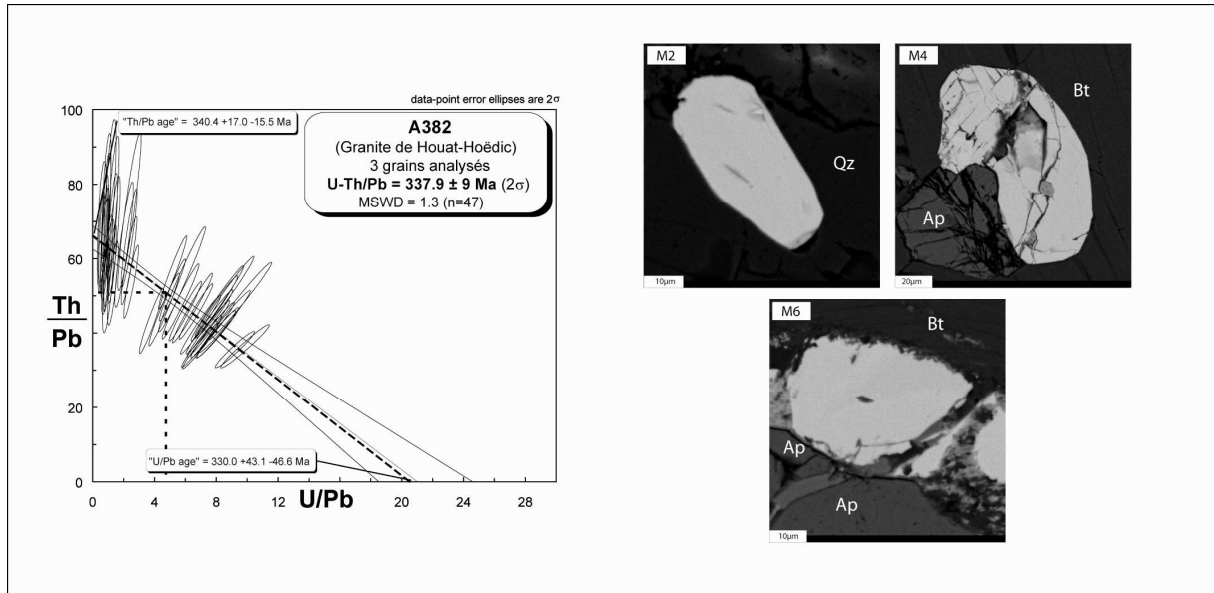 data-point error ellipses are 2σ
"Th/Pb age" = 340.4 +17.0 -15.5 Ma
A382
(Granite de Houat-Hoëdic)
3 grains analysés
U-Th/Pb = 337.9 ± 9 Ma (2σ)
MSWD = 1.3 (n=47)
100
80
60
40
20
0
Th
Pb
"U/Pb age" = 330.0 +43.1 -46.6 Ma
0 4 8 12 16 20 24 28
U/Pb
M2
Qz
10µm
M4
Bt
Ap
20µm
M6
Bt
Ap
Ap
10µm